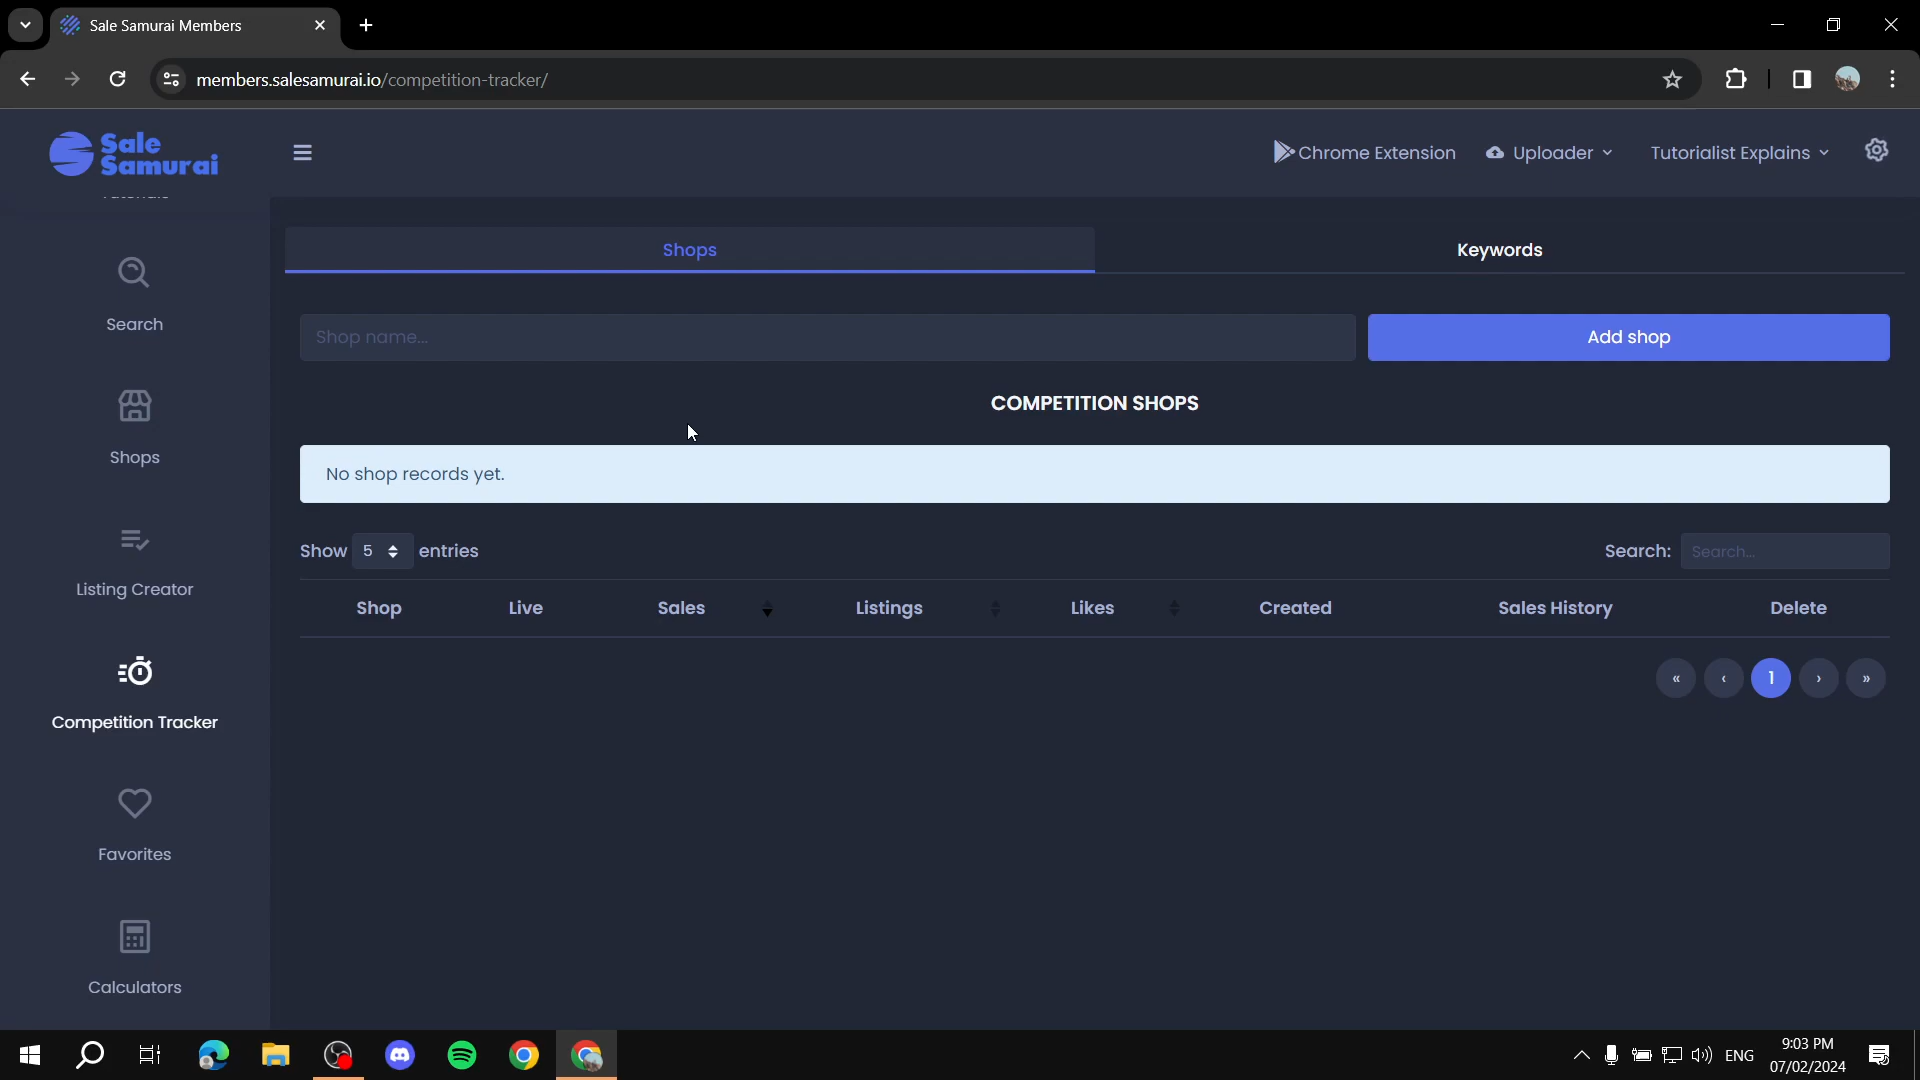 Sale Samurai Members
members.salesamurai.io/competition-tracker/
Sale Samurai
Chrome Extension
Uploader
Tutorialist Explains
Search
Shops
Listing Creator
Competition Tracker
Favorites
Calculators
Shops
Keywords
Shop name...
Add shop
COMPETITION SHOPS
No shop records yet.
Show 5 entries
Search: Search...
Shop Live Sales Listings Likes Created Sales History Delete
« ‹ 1 › »
ENG
9:03 PM
07/02/2024